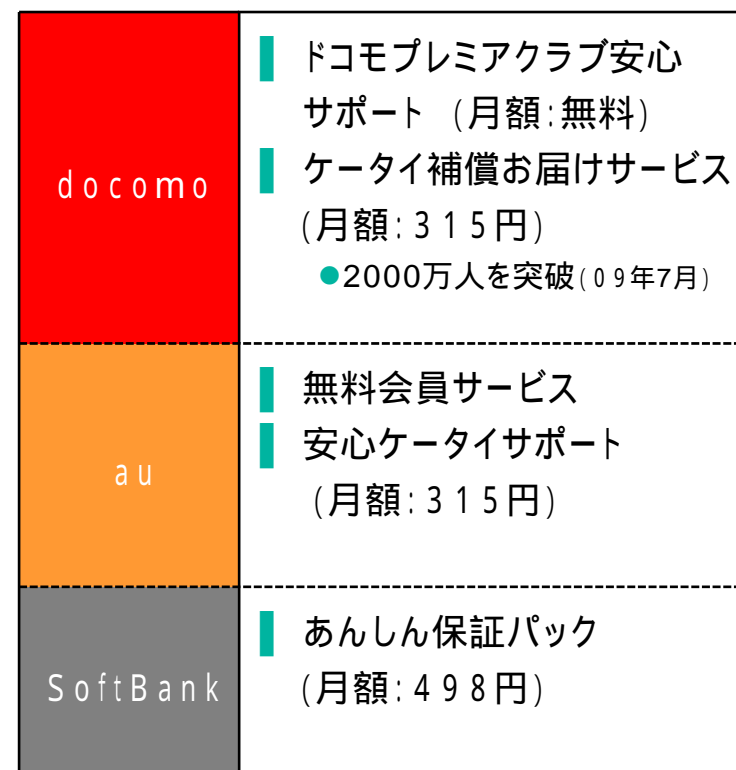 docomo
ドコモプレミアクラブ安心
サポート (月額:無料)
ケータイ補償お届けサービス
(月額:315円)
●2000万人を突破(09年7月)
au
無料会員サービス
安心ケータイサポート
(月額:315円)
SoftBank
あんしん保証パック
(月額:498円)